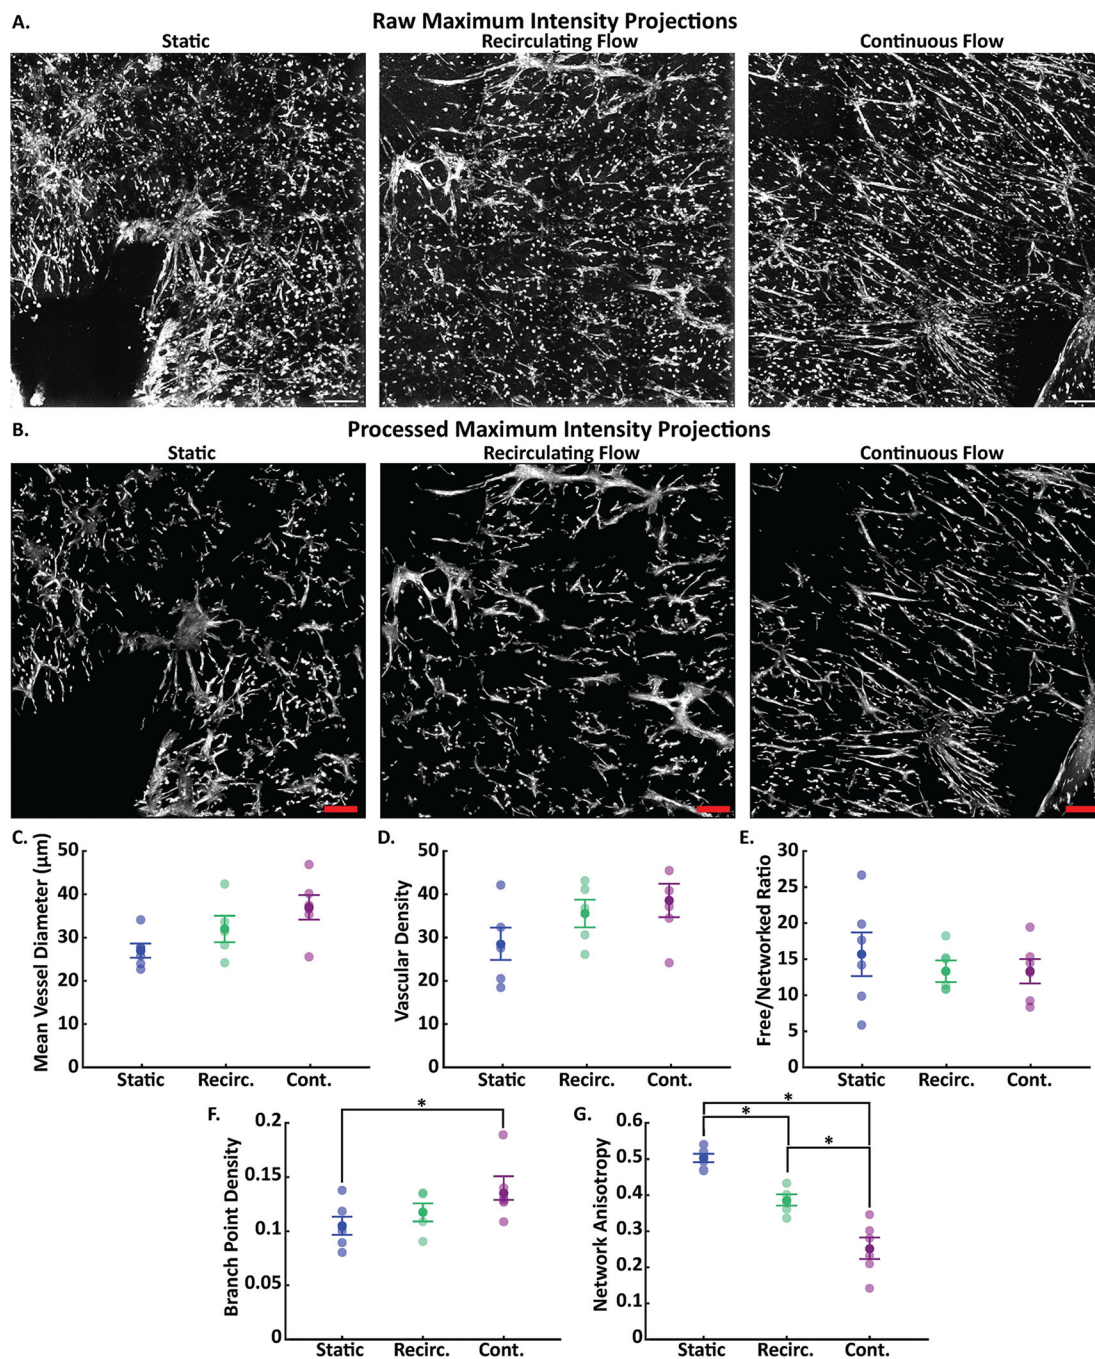 A.
Raw Maximum Intensity Projections
Static
Recirculating Flow
Continuous Flow
B.
Processed Maximum Intensity Projections
Static
Recirculating Flow
Continuous Flow
C.
Mean Vessel Diameter (µm)
50
40
30
20
10
0
Static
Recirc.
Cont.
D.
Vascular Density
50
40
30
20
10
0
Static
Recirc.
Cont.
E.
Free/Networked Ratio
30
25
20
15
10
5
0
Static
Recirc.
Cont.
F.
Branch Point Density
0.2
0.15
0.1
0.05
0
*
Static
Recirc.
Cont.
G.
Network Anisotropy
0.6
0.5
0.4
0.3
0.2
0.1
0
*
*
*
Static
Recirc.
Cont.